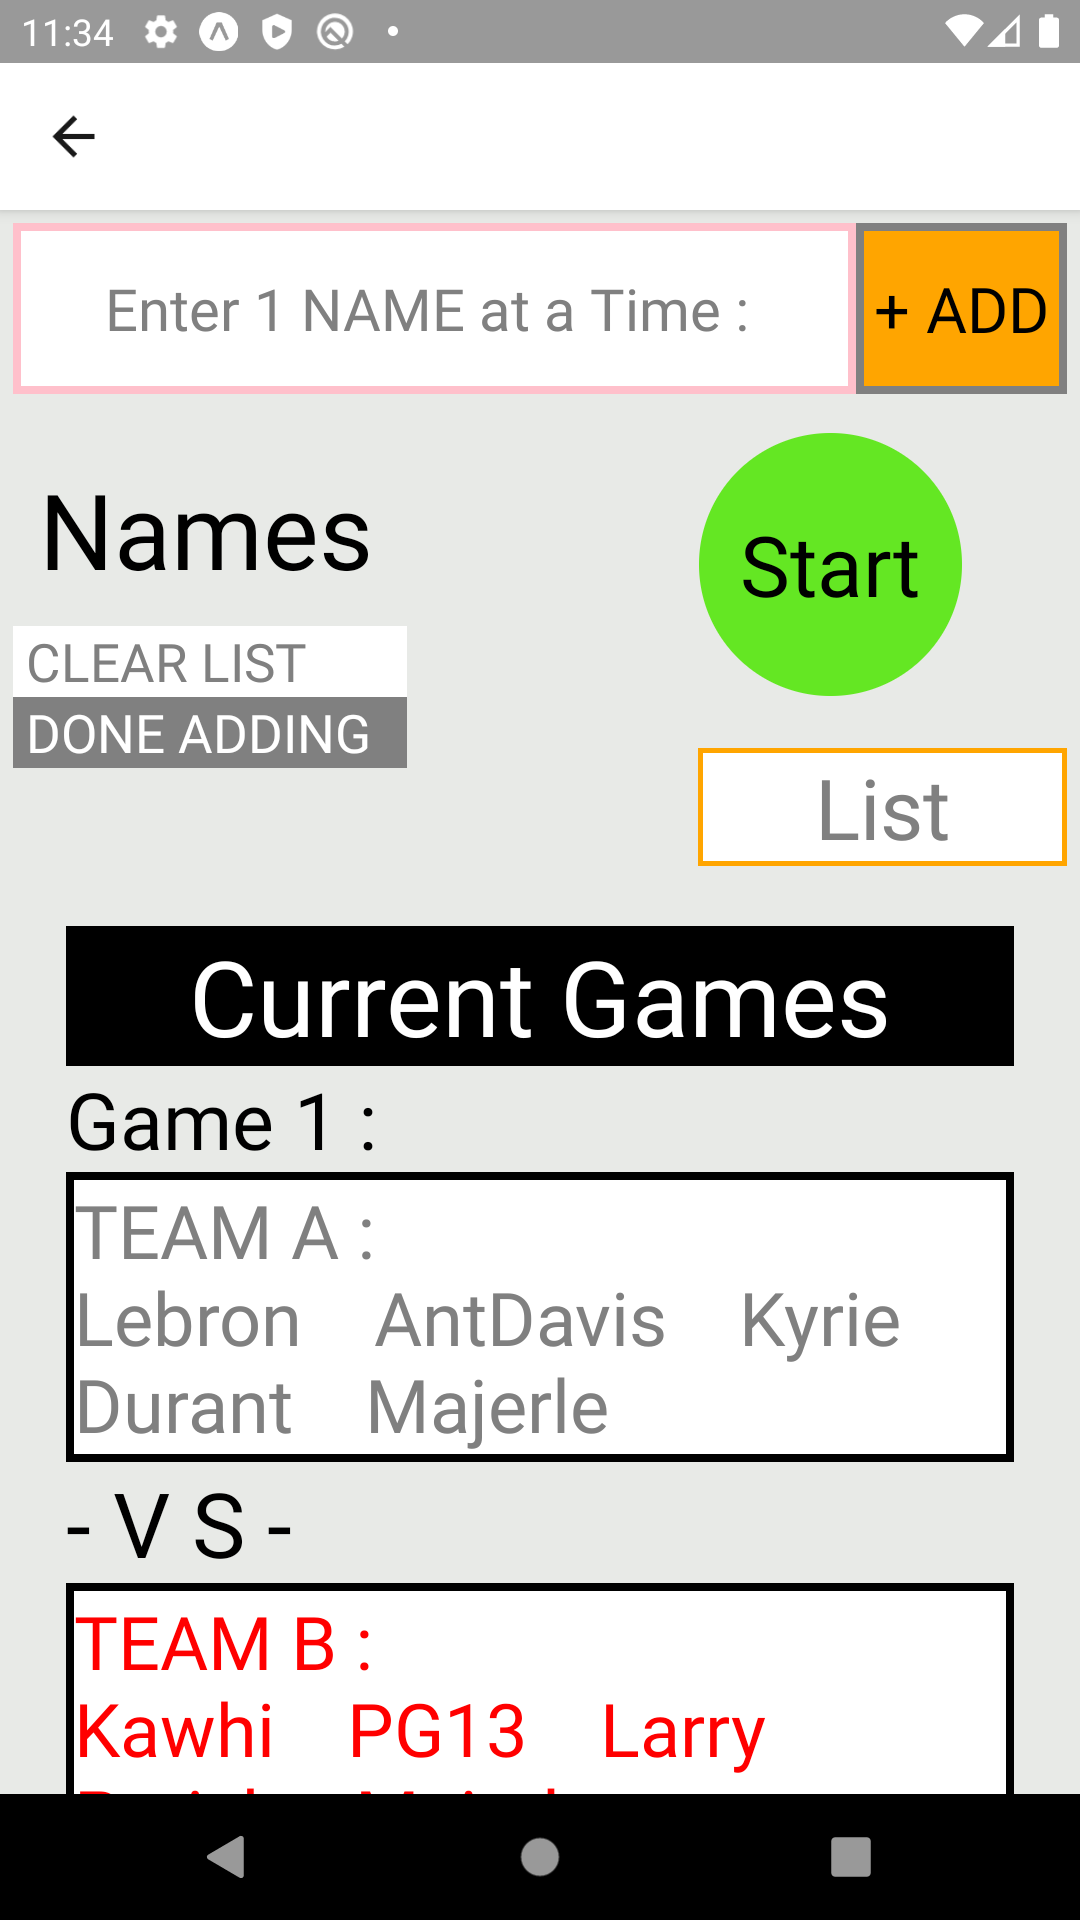 11:34
Enter 1 NAME at a Time :
+ ADD
Names
Start
CLEAR LIST
DONE ADDING
List
Current Games
Game 1 :
TEAM A :
Lebron AntDavis Kyrie
Durant Majerle
- V S -
TEAM B :
Kawhi PG13 Larry